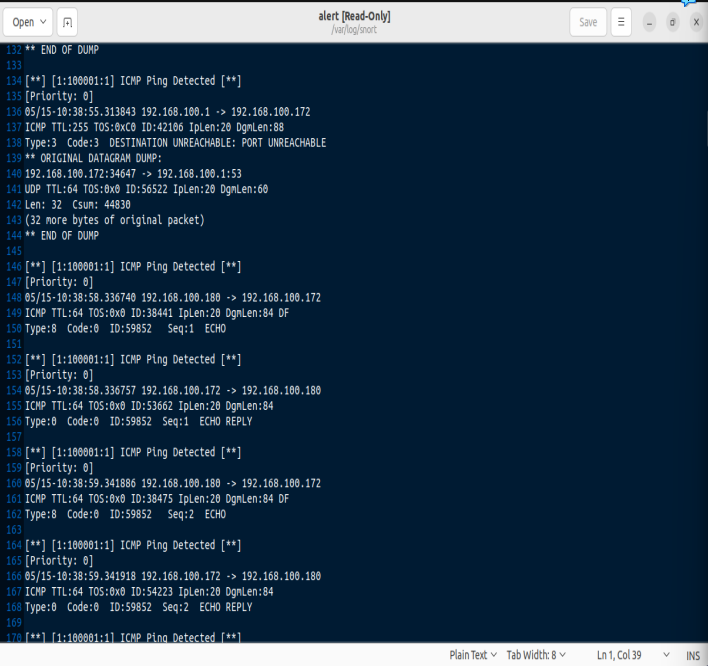 Open
alert [Read-Only]
/var/log/snort
Save
132 ** END OF DUMP
133
134 [**] [1:100001:1] ICMP Ping Detected [**]
135 [Priority: 0]
136 05/15-10:38:55.313843 192.168.100.1 -> 192.168.100.172
137 ICMP TTL:255 TOS:0xC0 ID:42106 IpLen:20 DgmLen:88
138 Type:3  Code:3  DESTINATION UNREACHABLE: PORT UNREACHABLE
139 ** ORIGINAL DATAGRAM DUMP:
140 192.168.100.172:34647 -> 192.168.100.1:53
141 UDP TTL:64 TOS:0x0 ID:56522 IpLen:20 DgmLen:60
142 Len: 32  Csum: 44830
143 (32 more bytes of original packet)
144 ** END OF DUMP
145
146 [**] [1:100001:1] ICMP Ping Detected [**]
147 [Priority: 0]
148 05/15-10:38:58.336740 192.168.100.180 -> 192.168.100.172
149 ICMP TTL:64 TOS:0x0 ID:38441 IpLen:20 DgmLen:84 DF
150 Type:8  Code:0  ID:59852   Seq:1  ECHO
151
152 [**] [1:100001:1] ICMP Ping Detected [**]
153 [Priority: 0]
154 05/15-10:38:58.336757 192.168.100.172 -> 192.168.100.180
155 ICMP TTL:64 TOS:0x0 ID:53662 IpLen:20 DgmLen:84
156 Type:0  Code:0  ID:59852  Seq:1  ECHO REPLY
157
158 [**] [1:100001:1] ICMP Ping Detected [**]
159 [Priority: 0]
160 05/15-10:38:59.341886 192.168.100.180 -> 192.168.100.172
161 ICMP TTL:64 TOS:0x0 ID:38475 IpLen:20 DgmLen:84 DF
162 Type:8  Code:0  ID:59852   Seq:2  ECHO
163
164 [**] [1:100001:1] ICMP Ping Detected [**]
165 [Priority: 0]
166 05/15-10:38:59.341918 192.168.100.172 -> 192.168.100.180
167 ICMP TTL:64 TOS:0x0 ID:54223 IpLen:20 DgmLen:84
168 Type:0  Code:0  ID:59852  Seq:2  ECHO REPLY
169
170 [**] [1:100001:1] ICMP Ping Detected [**]
Plain Text  Tab Width: 8  Ln 1, Col 39  INS